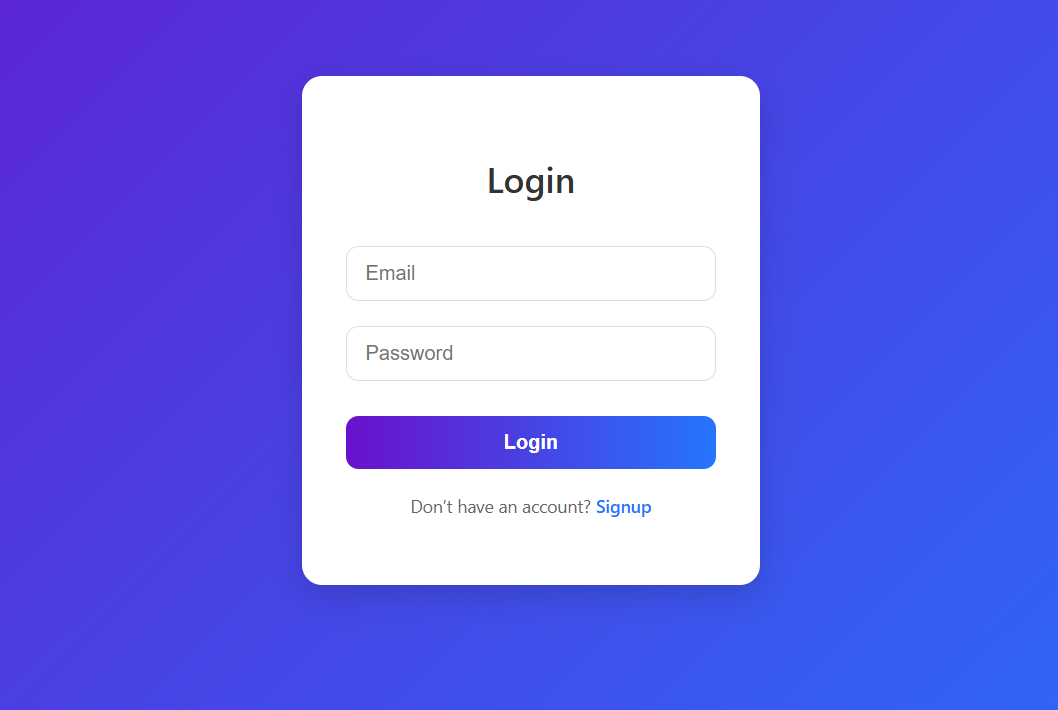 Login
Email
Password
Login
Don’t have an account? Signup